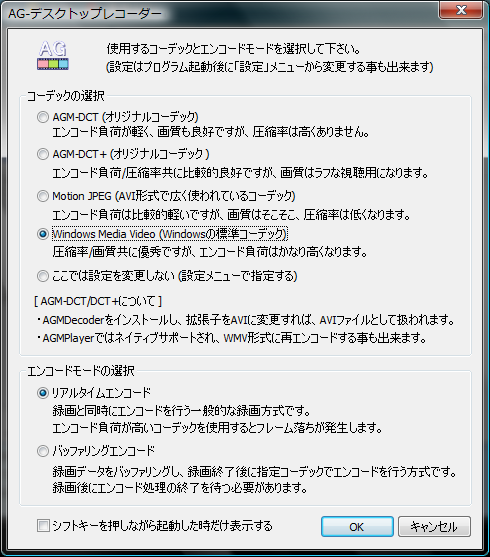 AG-デスクトップレコーダー
AG
使用するコーデックとエンコードモードを選択して下さい。
(設定はプログラム起動後に「設定」メニューから変更する事も出来ます)
コーデックの選択
AGM-DCT (オリジナルコーデック)
エンコード負荷が軽く、画質も良好ですが、圧縮率は高くありません。
AGM-DCT+ (オリジナルコーデック )
エンコード負荷/圧縮率共に比較的良好ですが、画質はラフな視聴用になります。
Motion JPEG (AVI形式で広く使われているコーデック)
エンコード負荷は比較的軽いですが、画質はそこそこ、圧縮率は低くなります。
Windows Media Video (Windowsの標準コーデック)
圧縮率/画質共に優秀ですが、エンコード負荷はかなり高くなります。
ここでは設定を変更しない (設定メニューで指定する)
[ AGM-DCT/DCT+について ]
・AGMDecoderをインストールし、拡張子をAVIに変更すれば、AVIファイルとして扱われます。
・AGMPlayerではネイティブサポートされ、WMV形式に再エンコードする事も出来ます。
エンコードモードの選択
リアルタイムエンコード
録画と同時にエンコードを行う一般的な録画方式です。
エンコード負荷が高いコーデックを使用するとフレーム落ちが発生します。
バッファリングエンコード
録画データをバッファリングし、録画終了後に指定コーデックでエンコードを行う方式です。
録画後にエンコード処理の終了を待つ必要があります。
シフトキーを押しながら起動した時だけ表示する
OK
キャンセル